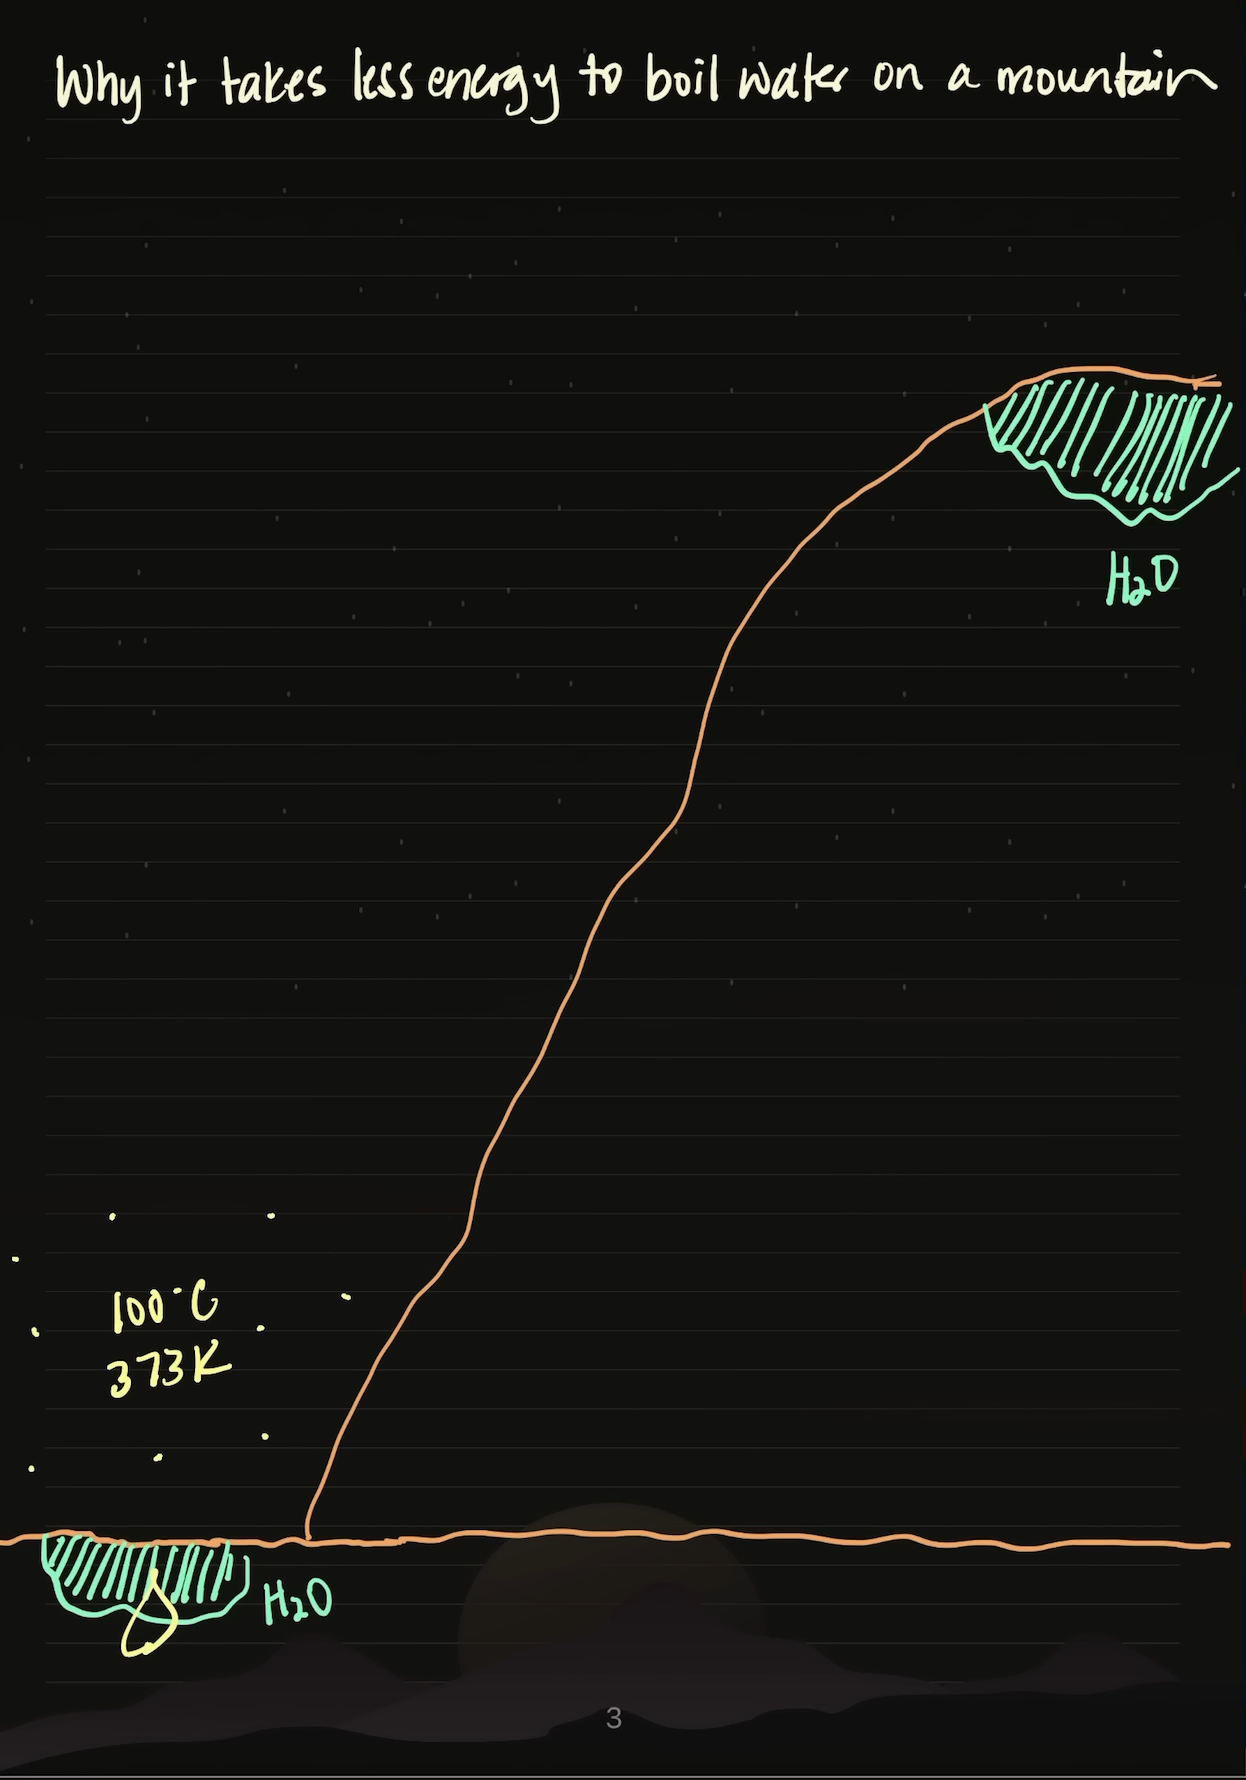 Why it takes less energy to boil water on a mountain
H₂O
100°C
373K
H₂O
3